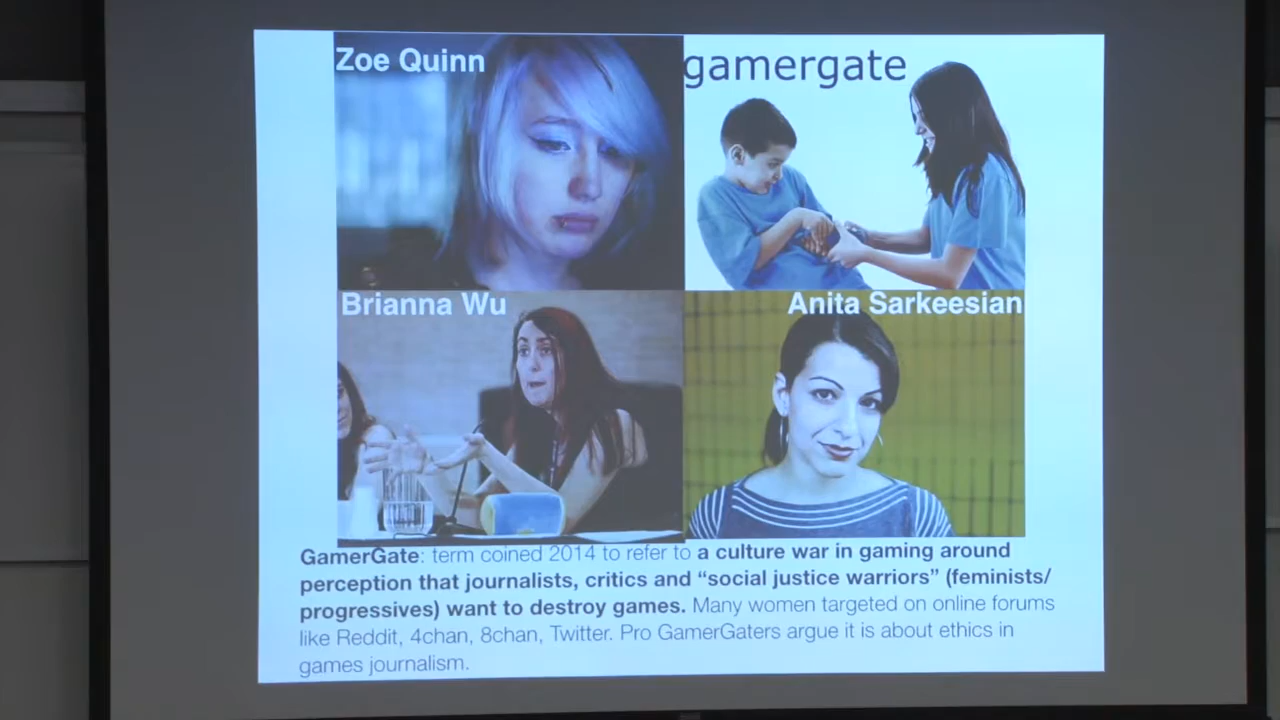 Zoe Quinn
gamergate
Brianna Wu
Anita Sarkeesian
GamerGate: term coined 2014 to refer to a culture war in gaming around
perception that journalists, critics and “social justice warriors” (feminists/
progressives) want to destroy games. Many women targeted on online forums
like Reddit, 4chan, 8chan, Twitter. Pro GamerGaters argue it is about ethics in
games journalism.